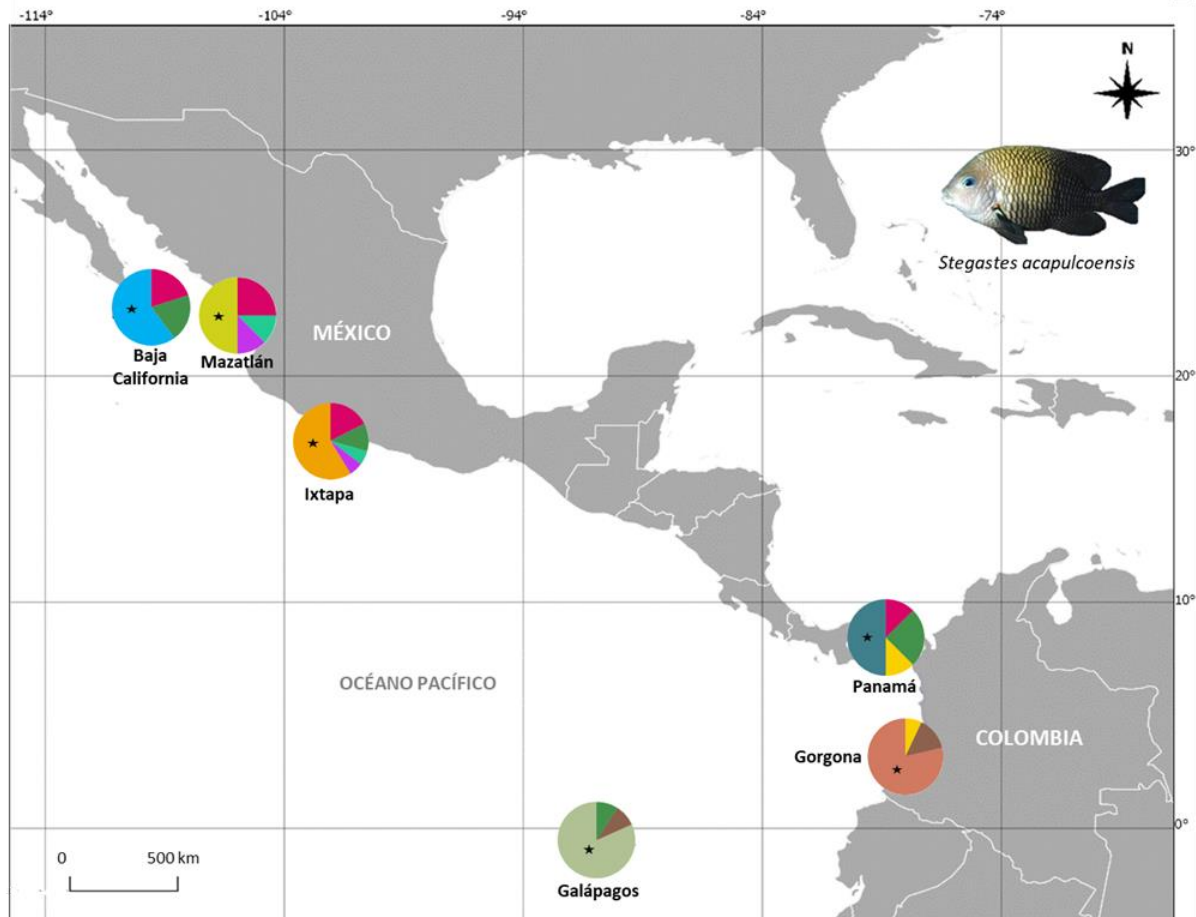 -114°
-104°
-94°
-84°
-74°
N
30°
Stegastes acapulcoensis
MÉXICO
Baja
California
Mazatlán
20°
Ixtapa
10°
OCÉANO PACÍFICO
Panamá
COLOMBIA
Gorgona
0°
0
500 km
Galápagos